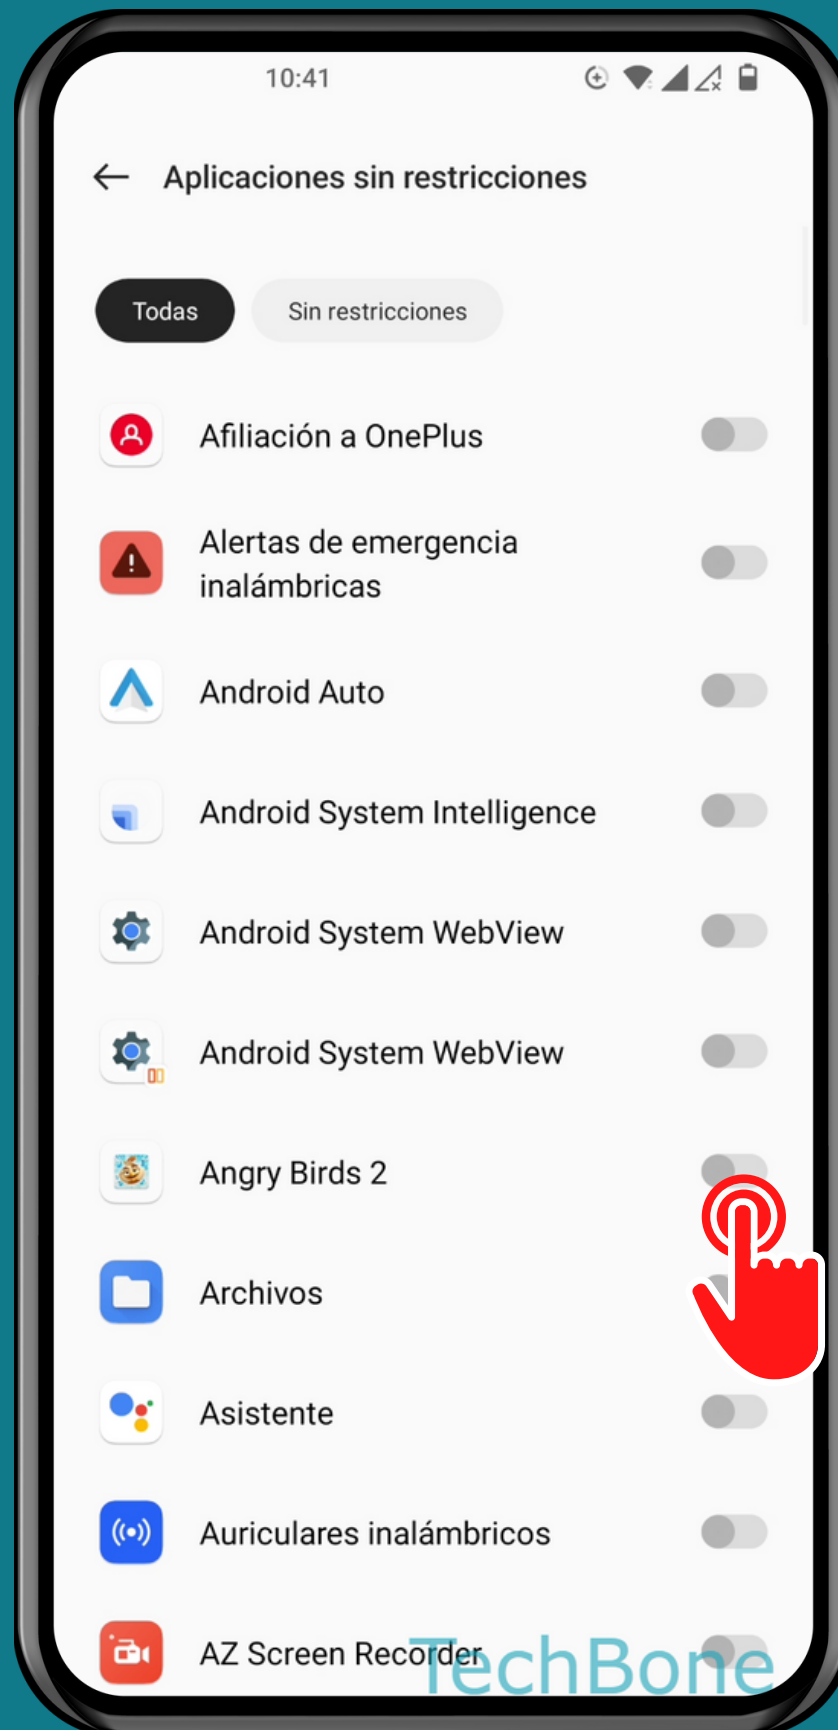 10:41
Aplicaciones sin restricciones
Todas
Sin restricciones
Afiliación a OnePlus
Alertas de emergencia
inalámbricas
Android Auto
Android System Intelligence
Android System WebView
Android System WebView
Angry Birds 2
Archivos
Asistente
Auriculares inalámbricos
AZ Screen Recorder
TechBone